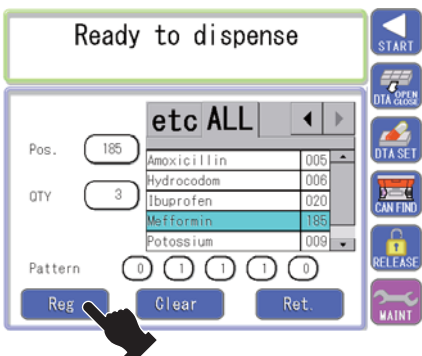 Ready to dispense
START
DTA OPEN CLOSE
etc ALL
Pos. 185
Amoxicillin 005
DTA SET
Hydrocodom 006
QTY 3
Ibuprofen 020
CAN FIND
Mefformin 185
Potossium 009
RELEASE
Pattern 0 1 1 1 0
Reg Clear Ret.
MAINT